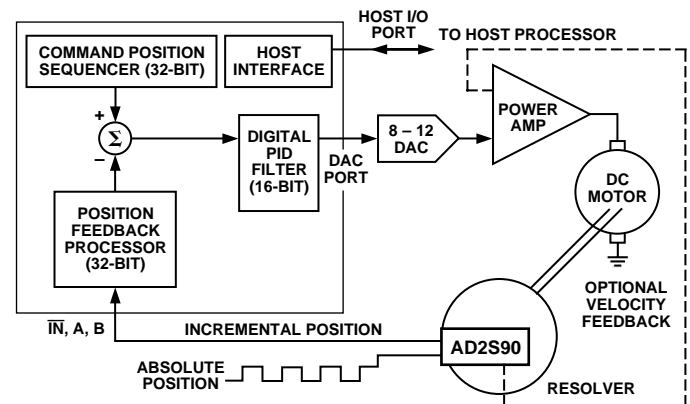 COMMAND POSITION
SEQUENCER (32-BIT)
HOST
INTERFACE
HOST I/O
PORT
TO HOST PROCESSOR
+
Σ
–
DIGITAL
PID
FILTER
(16-BIT)
DAC
PORT
8 – 12
DAC
POWER
AMP
DC
MOTOR
POSITION
FEEDBACK
PROCESSOR
(32-BIT)
OPTIONAL
VELOCITY
FEEDBACK
IN, A, B
INCREMENTAL POSITION
AD2S90
ABSOLUTE
POSITION
RESOLVER